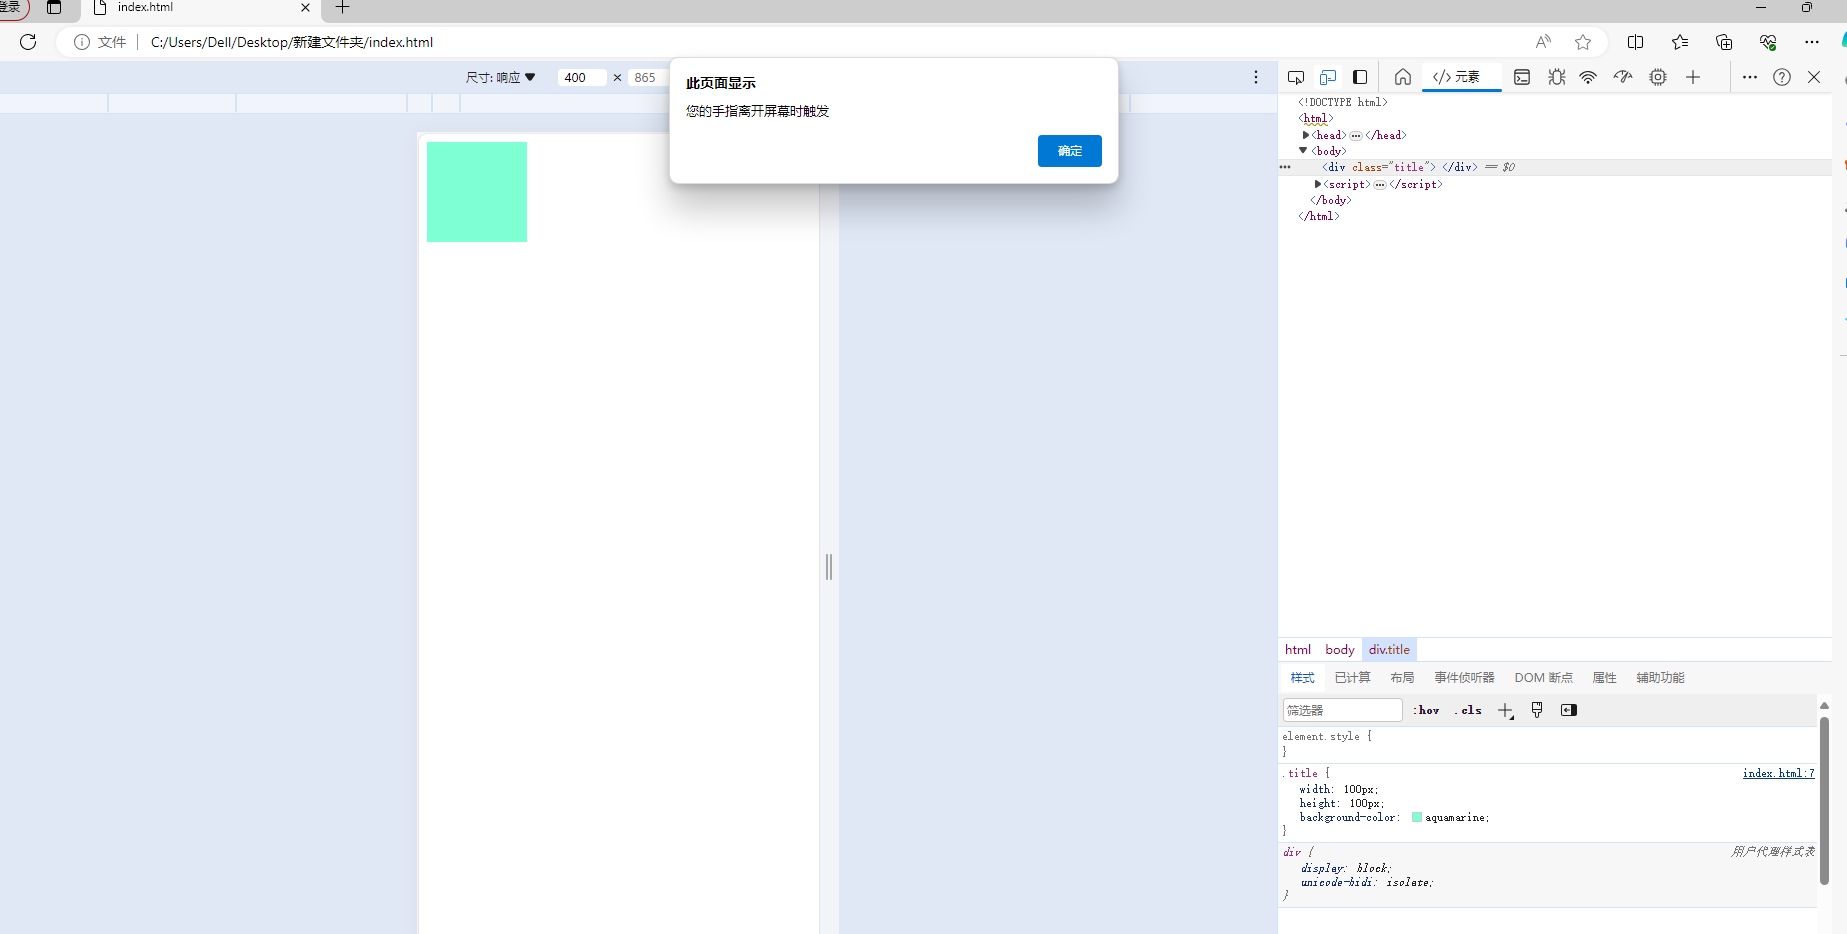 登录
index.html
文件
C:/Users/Dell/Desktop/新建文件夹/index.html
尺寸: 响应
400 × 865
此页面显示
您的手指离开屏幕时触发
确定
</> 元素
<!DOCTYPE html>
<html>
<head> ••• </head>
<body>
••• <div class="title"> </div> == $0
<script> ••• </script>
</body>
</html>
html body div.title
样式 已计算 布局 事件侦听器 DOM 断点 属性 辅助功能
筛选器 :hov .cls
element.style {
}
.title { index.html:7
width: 100px;
height: 100px;
background-color: aquamarine;
}
div { 用户代理样式表
display: block;
unicode-bidi: isolate;
}